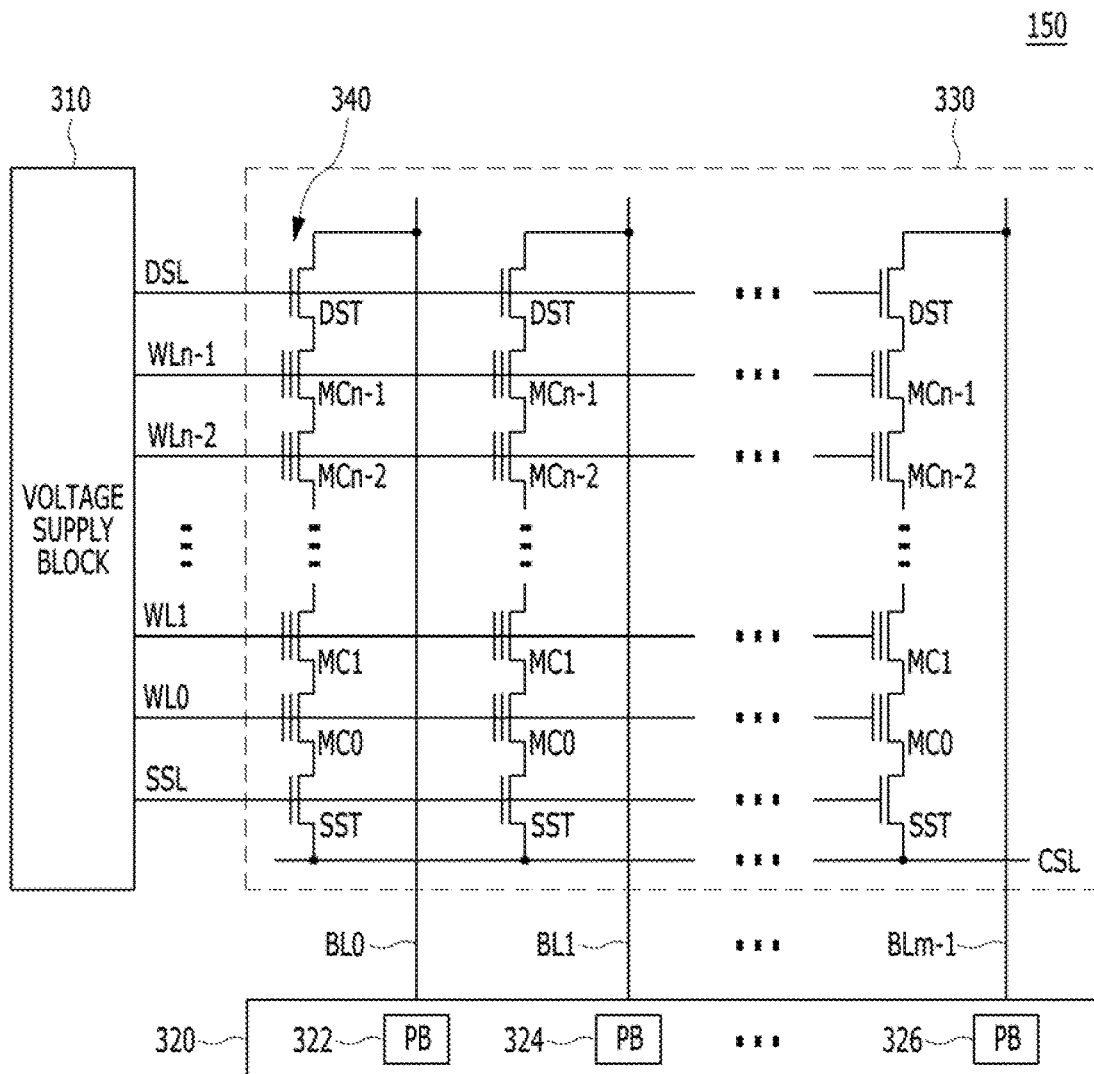 150
310
340
330
DSL
DST DST DST
WLn-1
MCn-1 MCn-1 MCn-1
WLn-2
MCn-2 MCn-2 MCn-2
VOLTAGE
SUPPLY
BLOCK
WL1
MC1 MC1 MC1
WL0
MC0 MC0 MC0
SSL
SST SST SST
CSL
BL0 BL1 BLm-1
320 322 PB 324 PB 326 PB